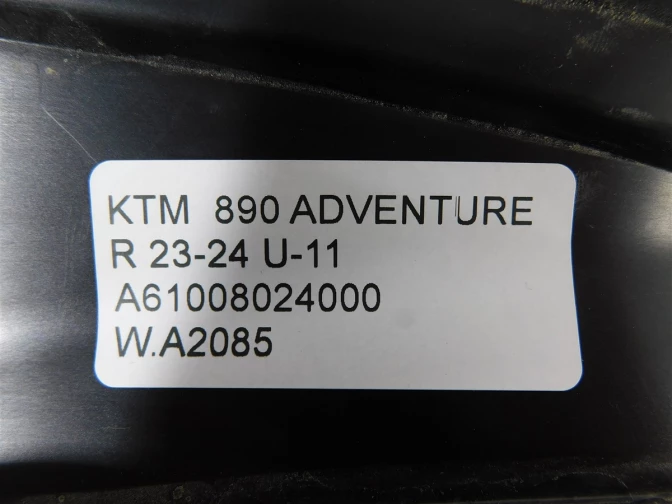 KTM 890 ADVENTURE
R 23-24 U-11
A61008024000
W.A2085